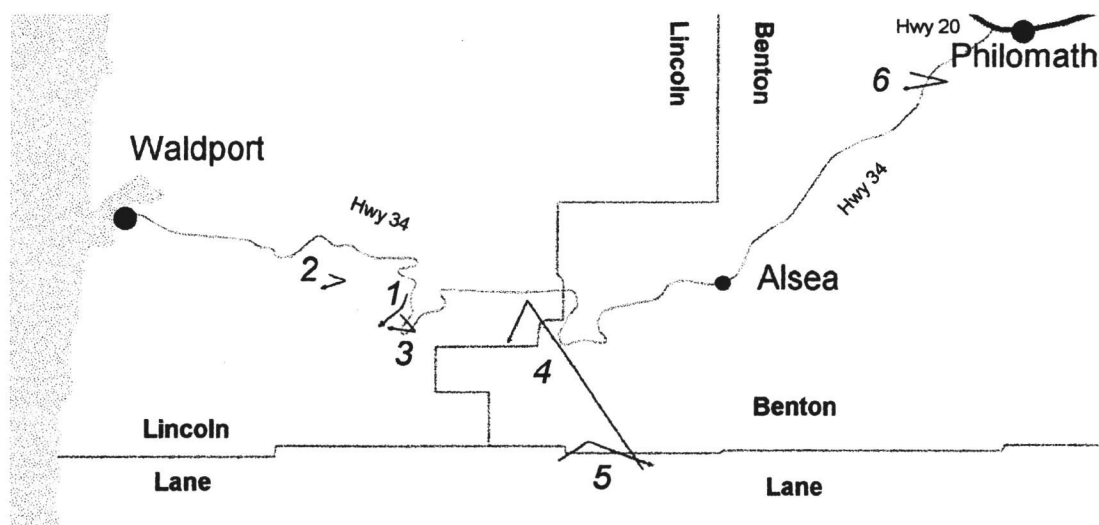 Hwy 20
Philomath
Lincoln
Benton
6
Waldport
Hwy 34
Hwy 34
2
1
Alsea
3
4
Benton
Lincoln
5
Lane
Lane